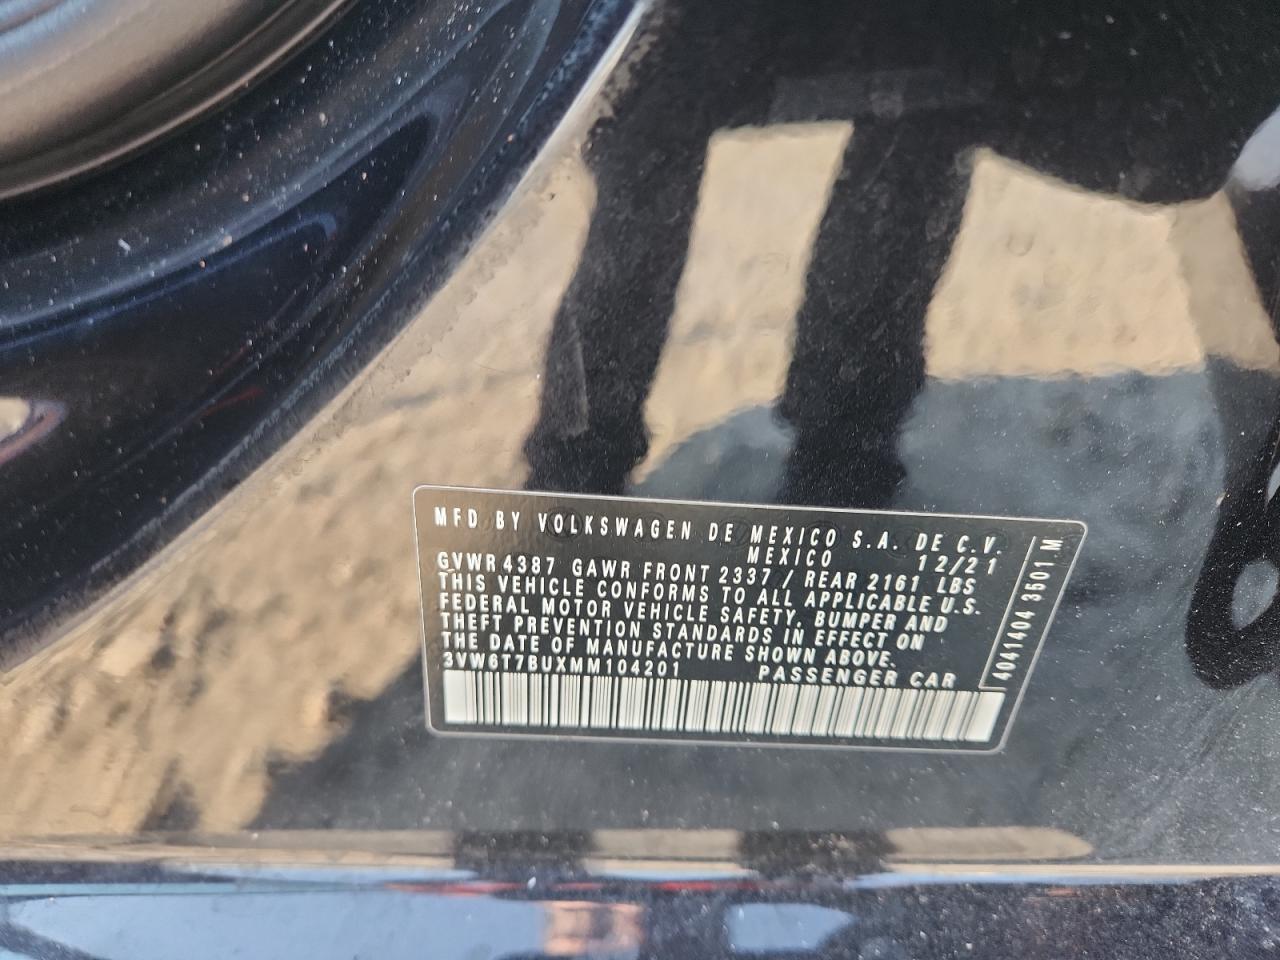 MFD BY VOLKSWAGEN DE MEXICO S.A. DE C.V.
MEXICO 12/21
GVWR 4387 GAWR FRONT 2337 / REAR 2161 LBS
THIS VEHICLE CONFORMS TO ALL APPLICABLE U.S.
FEDERAL MOTOR VEHICLE SAFETY, BUMPER AND
THEFT PREVENTION STANDARDS IN EFFECT ON
THE DATE OF MANUFACTURE SHOWN ABOVE.
3VW6T7BUXMM104201 PASSENGER CAR
4041404 3501.M